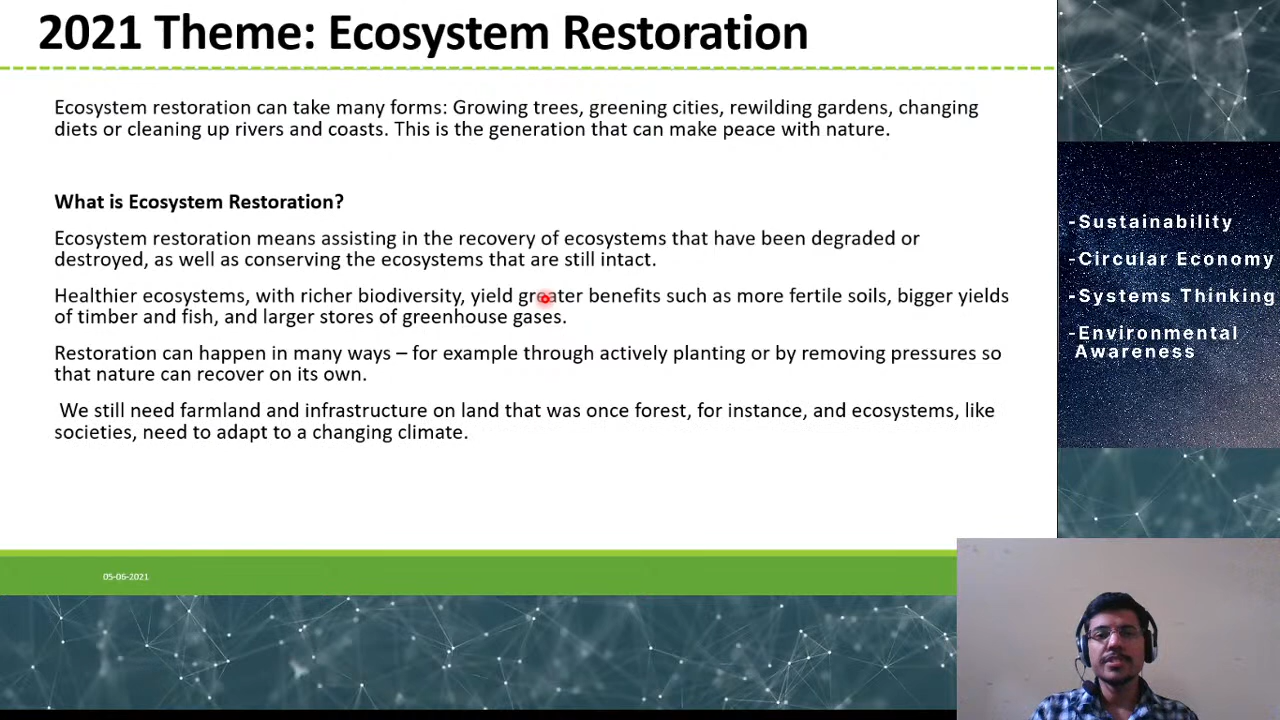 2021 Theme: Ecosystem Restoration
Ecosystem restoration can take many forms: Growing trees, greening cities, rewilding gardens, changing
diets or cleaning up rivers and coasts. This is the generation that can make peace with nature.
What is Ecosystem Restoration?
Ecosystem restoration means assisting in the recovery of ecosystems that have been degraded or
destroyed, as well as conserving the ecosystems that are still intact.
Healthier ecosystems, with richer biodiversity, yield greater benefits such as more fertile soils, bigger yields
of timber and fish, and larger stores of greenhouse gases.
Restoration can happen in many ways – for example through actively planting or by removing pressures so
that nature can recover on its own.
We still need farmland and infrastructure on land that was once forest, for instance, and ecosystems, like
societies, need to adapt to a changing climate.
05-06-2021
-Sustainability
-Circular Economy
-Systems Thinking
-Environmental
Awareness